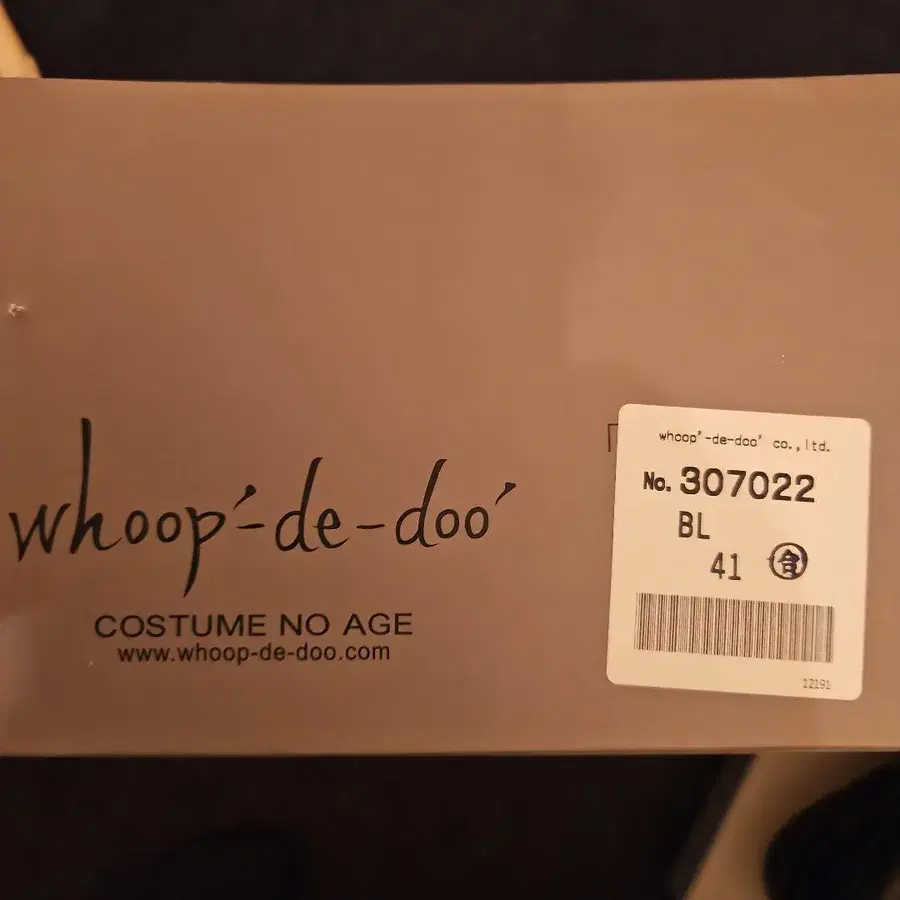 whoop'-de-doo'
COSTUME NO AGE
www.whoop-de-doo.com
whoop'-de-doo' co.,ltd.
No. 307022
BL
41 合
12191